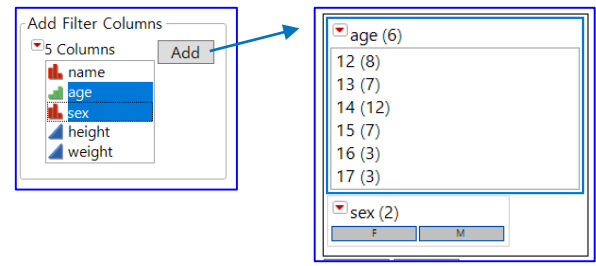 Add Filter Columns
5 Columns
Add
name
age
sex
height
weight
age (6)
12 (8)
13 (7)
14 (12)
15 (7)
16 (3)
17 (3)
sex (2)
F
M